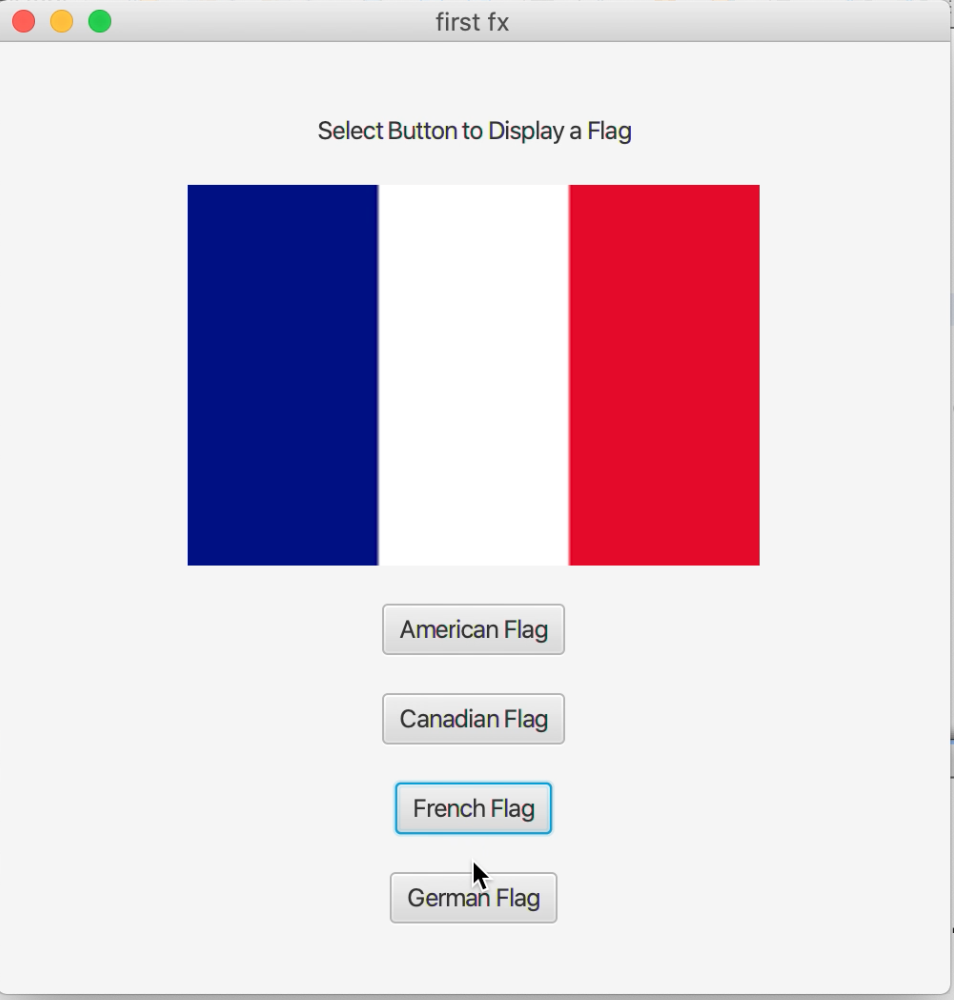 first fx
Select Button to Display a Flag
American Flag
Canadian Flag
French Flag
German Flag